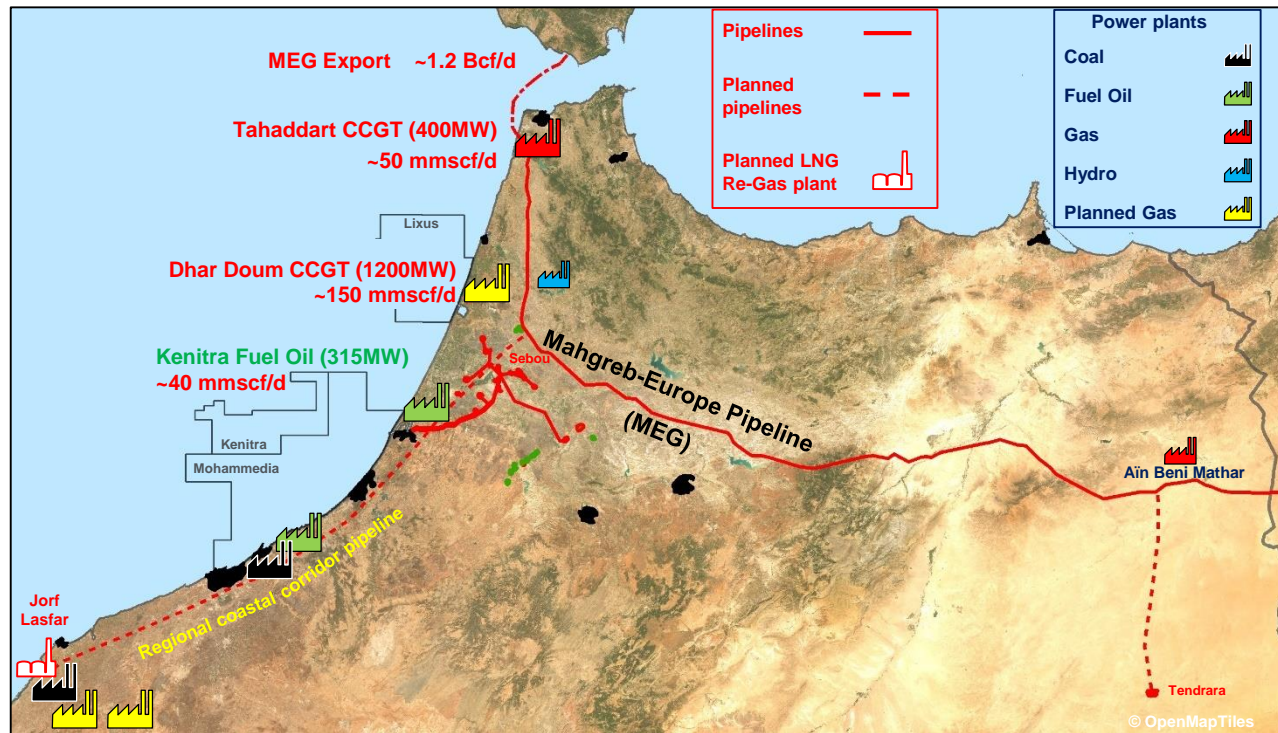 MEG Export ~1.2 Bcf/d
Tahaddart CCGT (400MW)
~50 mmscf/d
Pipelines
Planned
pipelines
Planned LNG
Re-Gas plant
Power plants
Coal
Fuel Oil
Gas
Hydro
Planned Gas
Lixus
Dhar Doum CCGT (1200MW)
~150 mmscf/d
Kenitra Fuel Oil (315MW)
~40 mmscf/d
Sebou
Mahgreb-Europe Pipeline
(MEG)
Kenitra
Mohammedia
Aïn Beni Mathar
Regional coastal corridor pipeline
Jorf
Lasfar
Tendrara
© OpenMapTiles